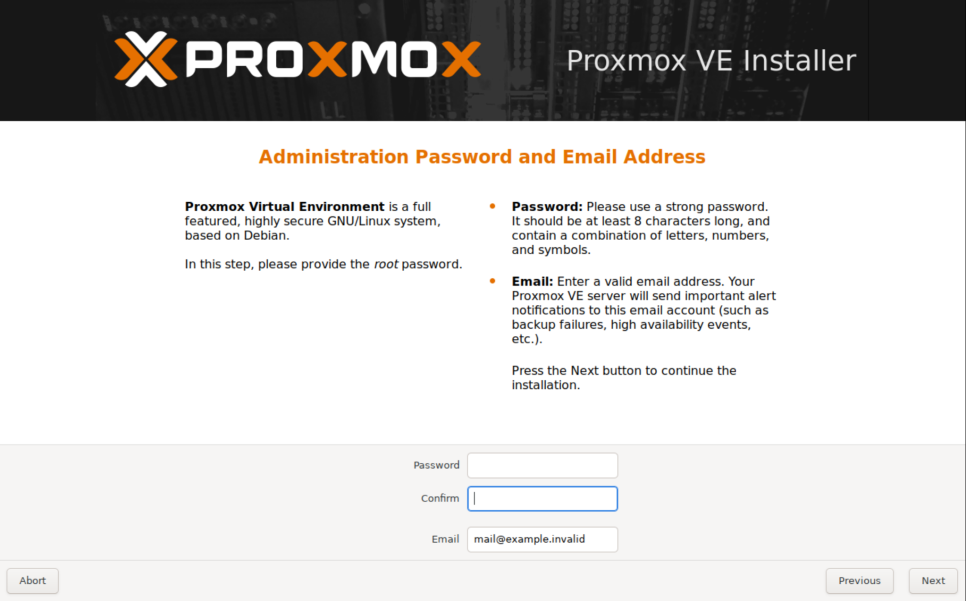 PROXMOX
Proxmox VE Installer
Administration Password and Email Address
Proxmox Virtual Environment is a full
featured, highly secure GNU/Linux system,
based on Debian.
In this step, please provide the root password.
Password: Please use a strong password.
It should be at least 8 characters long, and
contain a combination of letters, numbers,
and symbols.
Email: Enter a valid email address. Your
Proxmox VE server will send important alert
notifications to this email account (such as
backup failures, high availability events,
etc.).
Press the Next button to continue the
installation.
Password
Confirm
Email mail@example.invalid
Abort Previous Next